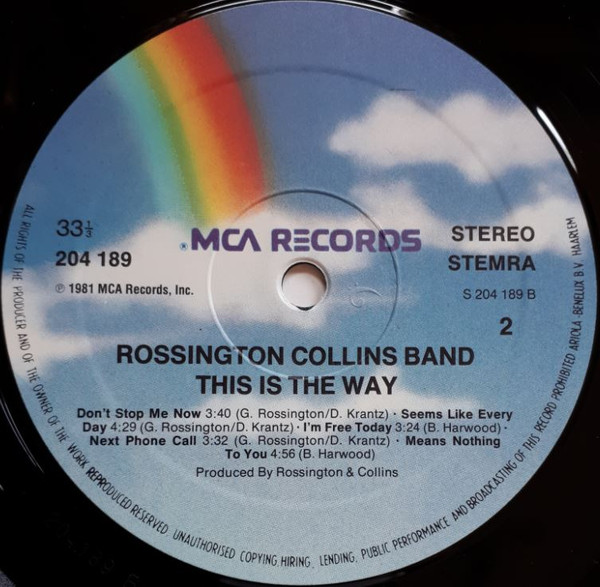 33⅓
204 189
℗ 1981 MCA Records, Inc.
®MCA RECORDS
STEREO
STEMRA
S 204 189 B
2
ROSSINGTON COLLINS BAND
THIS IS THE WAY
Don't Stop Me Now 3:40 (G. Rossington/D. Krantz) · Seems Like Every
Day 4:29 (G. Rossington/D. Krantz) · I'm Free Today 3:24 (B. Harwood) ·
Next Phone Call 3:32 (G. Rossington/D. Krantz) · Means Nothing
To You 4:56 (B. Harwood)
Produced By Rossington & Collins
ALL RIGHTS OF THE PRODUCER AND OF THE OWNER OF THE WORK REPRODUCED RESERVED. UNAUTHORISED COPYING, HIRING, LENDING, PUBLIC PERFORMANCE AND BROADCASTING OF THIS RECORD PROHIBITED ARIOLA-BENELUX B.V. HAARLEM